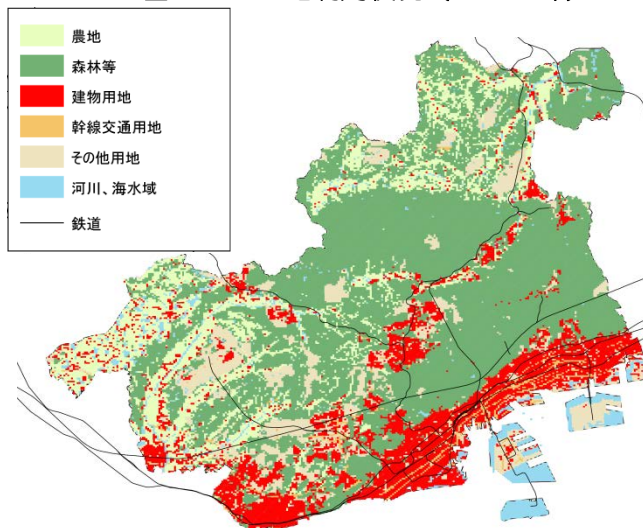 農地
森林等
建物用地
幹線交通用地
その他用地
河川、海水域
鉄道